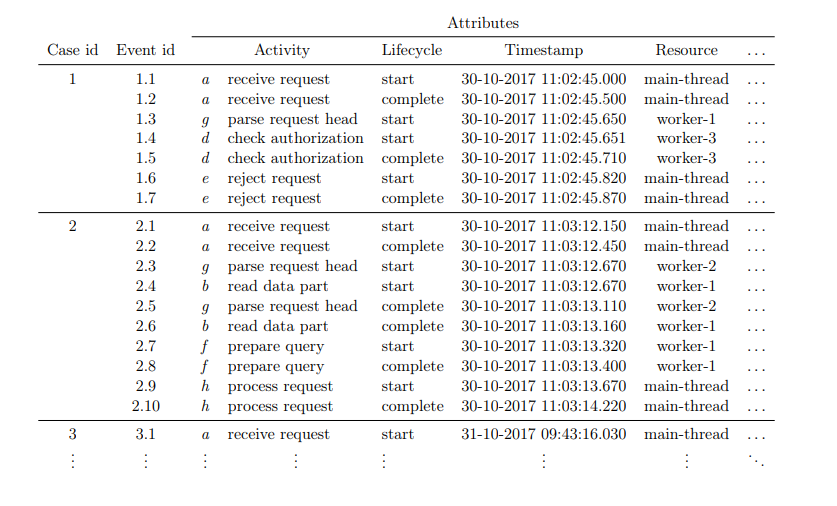 Attributes
Case id Event id Activity Lifecycle Timestamp Resource ...
1 1.1 a receive request start 30-10-2017 11:02:45.000 main-thread ...
1.2 a receive request complete 30-10-2017 11:02:45.500 main-thread ...
1.3 g parse request head start 30-10-2017 11:02:45.650 worker-1 ...
1.4 d check authorization start 30-10-2017 11:02:45.651 worker-3 ...
1.5 d check authorization complete 30-10-2017 11:02:45.710 worker-3 ...
1.6 e reject request start 30-10-2017 11:02:45.820 main-thread ...
1.7 e reject request complete 30-10-2017 11:02:45.870 main-thread ...
2 2.1 a receive request start 30-10-2017 11:03:12.150 main-thread ...
2.2 a receive request complete 30-10-2017 11:03:12.450 main-thread ...
2.3 g parse request head start 30-10-2017 11:03:12.670 worker-2 ...
2.4 b read data part start 30-10-2017 11:03:12.670 worker-1 ...
2.5 g parse request head complete 30-10-2017 11:03:13.110 worker-2 ...
2.6 b read data part complete 30-10-2017 11:03:13.160 worker-1 ...
2.7 f prepare query start 30-10-2017 11:03:13.320 worker-1 ...
2.8 f prepare query complete 30-10-2017 11:03:13.400 worker-1 ...
2.9 h process request start 30-10-2017 11:03:13.670 main-thread ...
2.10 h process request complete 30-10-2017 11:03:14.220 main-thread ...
3 3.1 a receive request start 31-10-2017 09:43:16.030 main-thread ...
⋮ ⋮ ⋮ ⋮ ⋮ ⋮ ⋮ ⋱